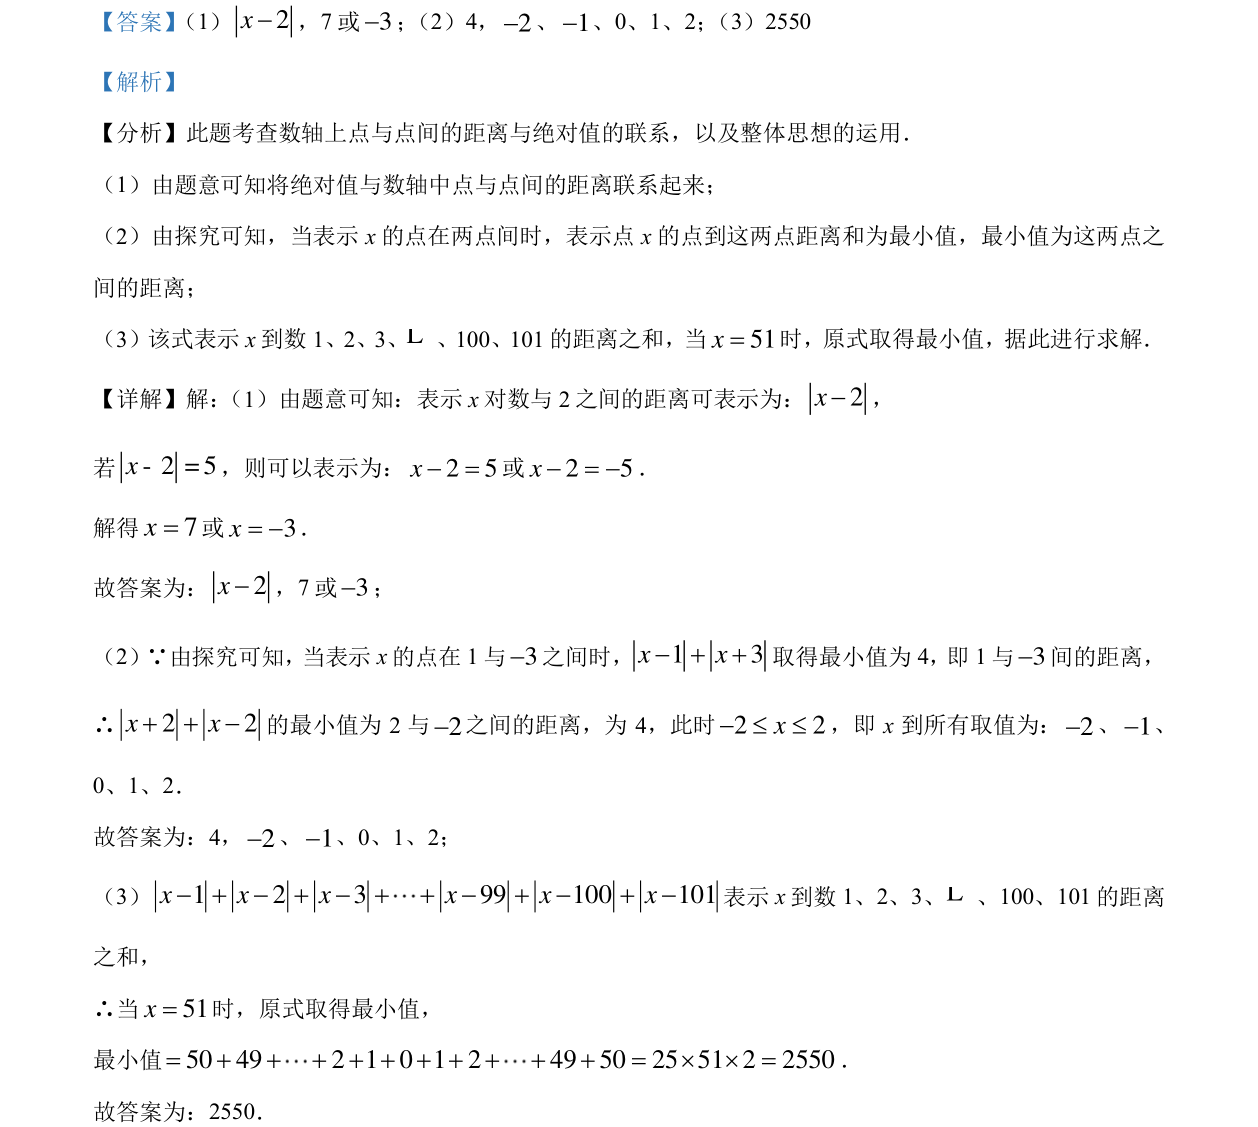 【答案】（1）|x−2|，7 或−3；（2）4，−2、−1、0、1、2；（3）2550
【解析】
【分析】此题考查数轴上点与点间的距离与绝对值的联系，以及整体思想的运用．
（1）由题意可知将绝对值与数轴中点与点间的距离联系起来；
（2）由探究可知，当表示 x 的点在两点间时，表示点 x 的点到这两点距离和为最小值，最小值为这两点之
间的距离；
（3）该式表示 x 到数 1、2、3、L 、100、101 的距离之和，当 x = 51 时，原式取得最小值，据此进行求解．
【详解】解：（1）由题意可知：表示 x 对数与 2 之间的距离可表示为：|x−2|，
若|x- 2|=5，则可以表示为：x−2=5 或 x−2=−5．
解得 x = 7 或 x = −3．
故答案为：|x−2|，7 或−3；
（2）∵由探究可知，当表示 x 的点在 1 与−3 之间时，|x−1|+|x+3|取得最小值为 4，即 1 与−3 间的距离，
∴|x+2|+|x−2|的最小值为 2 与−2之间的距离，为 4，此时−2≤x≤2，即 x 到所有取值为：−2、−1、
0、1、2．
故答案为：4，−2、−1、0、1、2；
（3）|x−1|+|x−2|+|x−3|+⋯+|x−99|+|x−100|+|x−101|表示 x 到数 1、2、3、L 、100、101 的距离
之和，
∴当 x = 51 时，原式取得最小值，
最小值= 50+49+⋯+2+1+0+1+2+⋯+49+50 = 25×51×2 = 2550．
故答案为：2550．